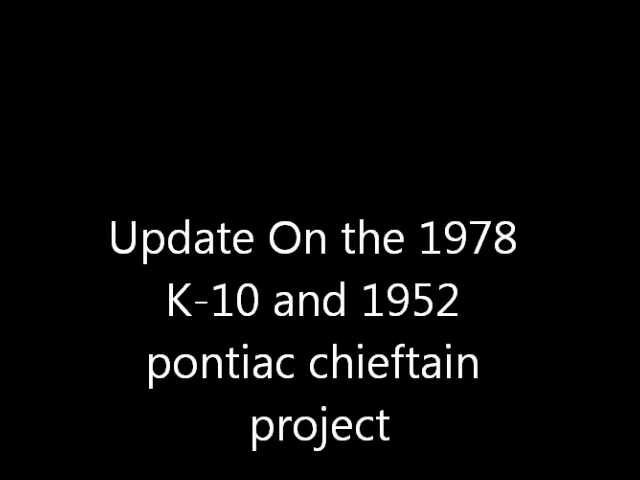 Update On the 1978
K-10 and 1952
pontiac chieftain
project